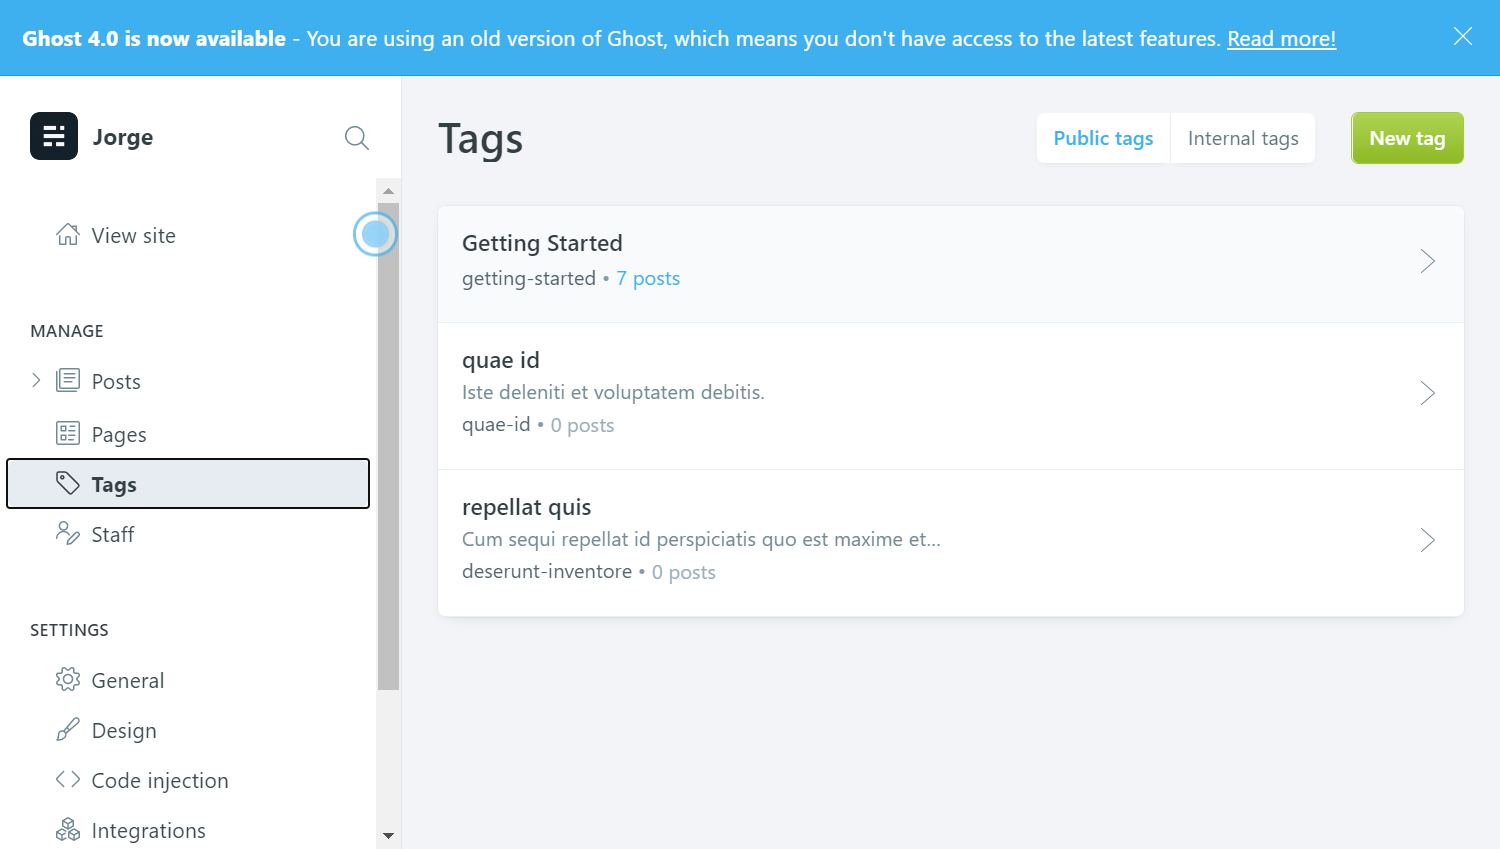 Ghost 4.0 is now available - You are using an old version of Ghost, which means you don't have access to the latest features. Read more!
Jorge
View site
MANAGE
Posts
Pages
Tags
Staff
SETTINGS
General
Design
Code injection
Integrations
Tags
Public tags
Internal tags
New tag
Getting Started
getting-started • 7 posts
quae id
Iste deleniti et voluptatem debitis.
quae-id • 0 posts
repellat quis
Cum sequi repellat id perspiciatis quo est maxime et...
deserunt-inventore • 0 posts